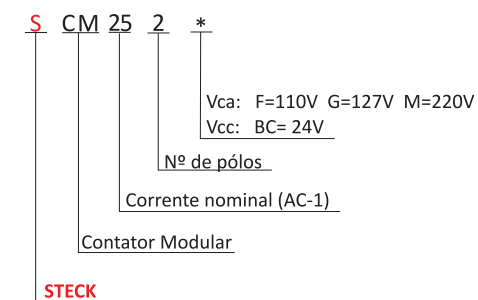 S CM 25 2 *
Vca: F=110V G=127V M=220V
Vcc: BC= 24V
Nº de pólos
Corrente nominal (AC-1)
Contator Modular
STECK